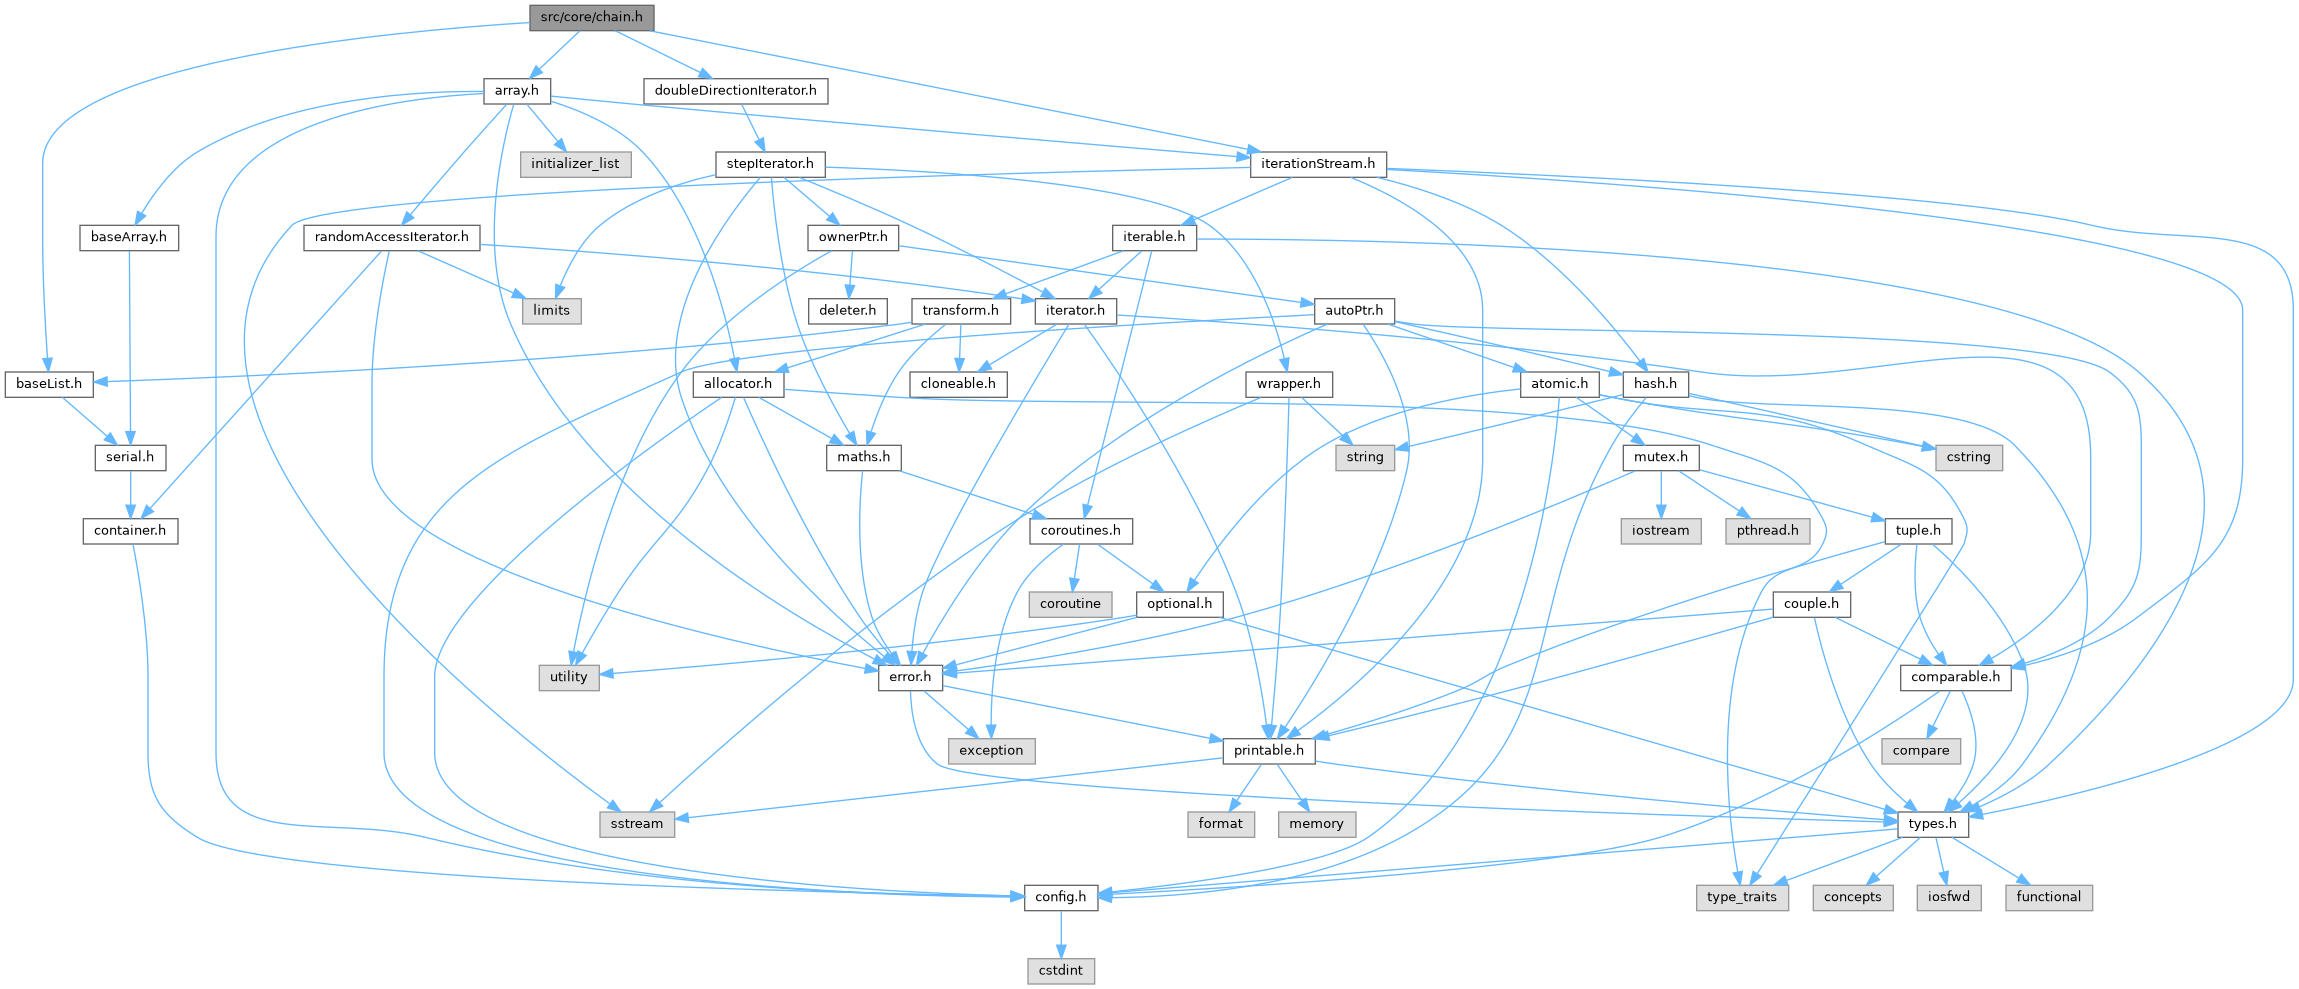 src/core/chain.h
array.h
doubleDirectionIterator.h
initializer_list
stepIterator.h
iterationStream.h
baseArray.h
randomAccessIterator.h
ownerPtr.h
iterable.h
limits
deleter.h
transform.h
iterator.h
autoPtr.h
baseList.h
allocator.h
cloneable.h
wrapper.h
atomic.h
hash.h
serial.h
maths.h
string
mutex.h
cstring
container.h
coroutines.h
iostream
pthread.h
tuple.h
coroutine
optional.h
couple.h
utility
error.h
comparable.h
exception
printable.h
compare
sstream
format
memory
types.h
config.h
type_traits
concepts
iosfwd
functional
cstdint